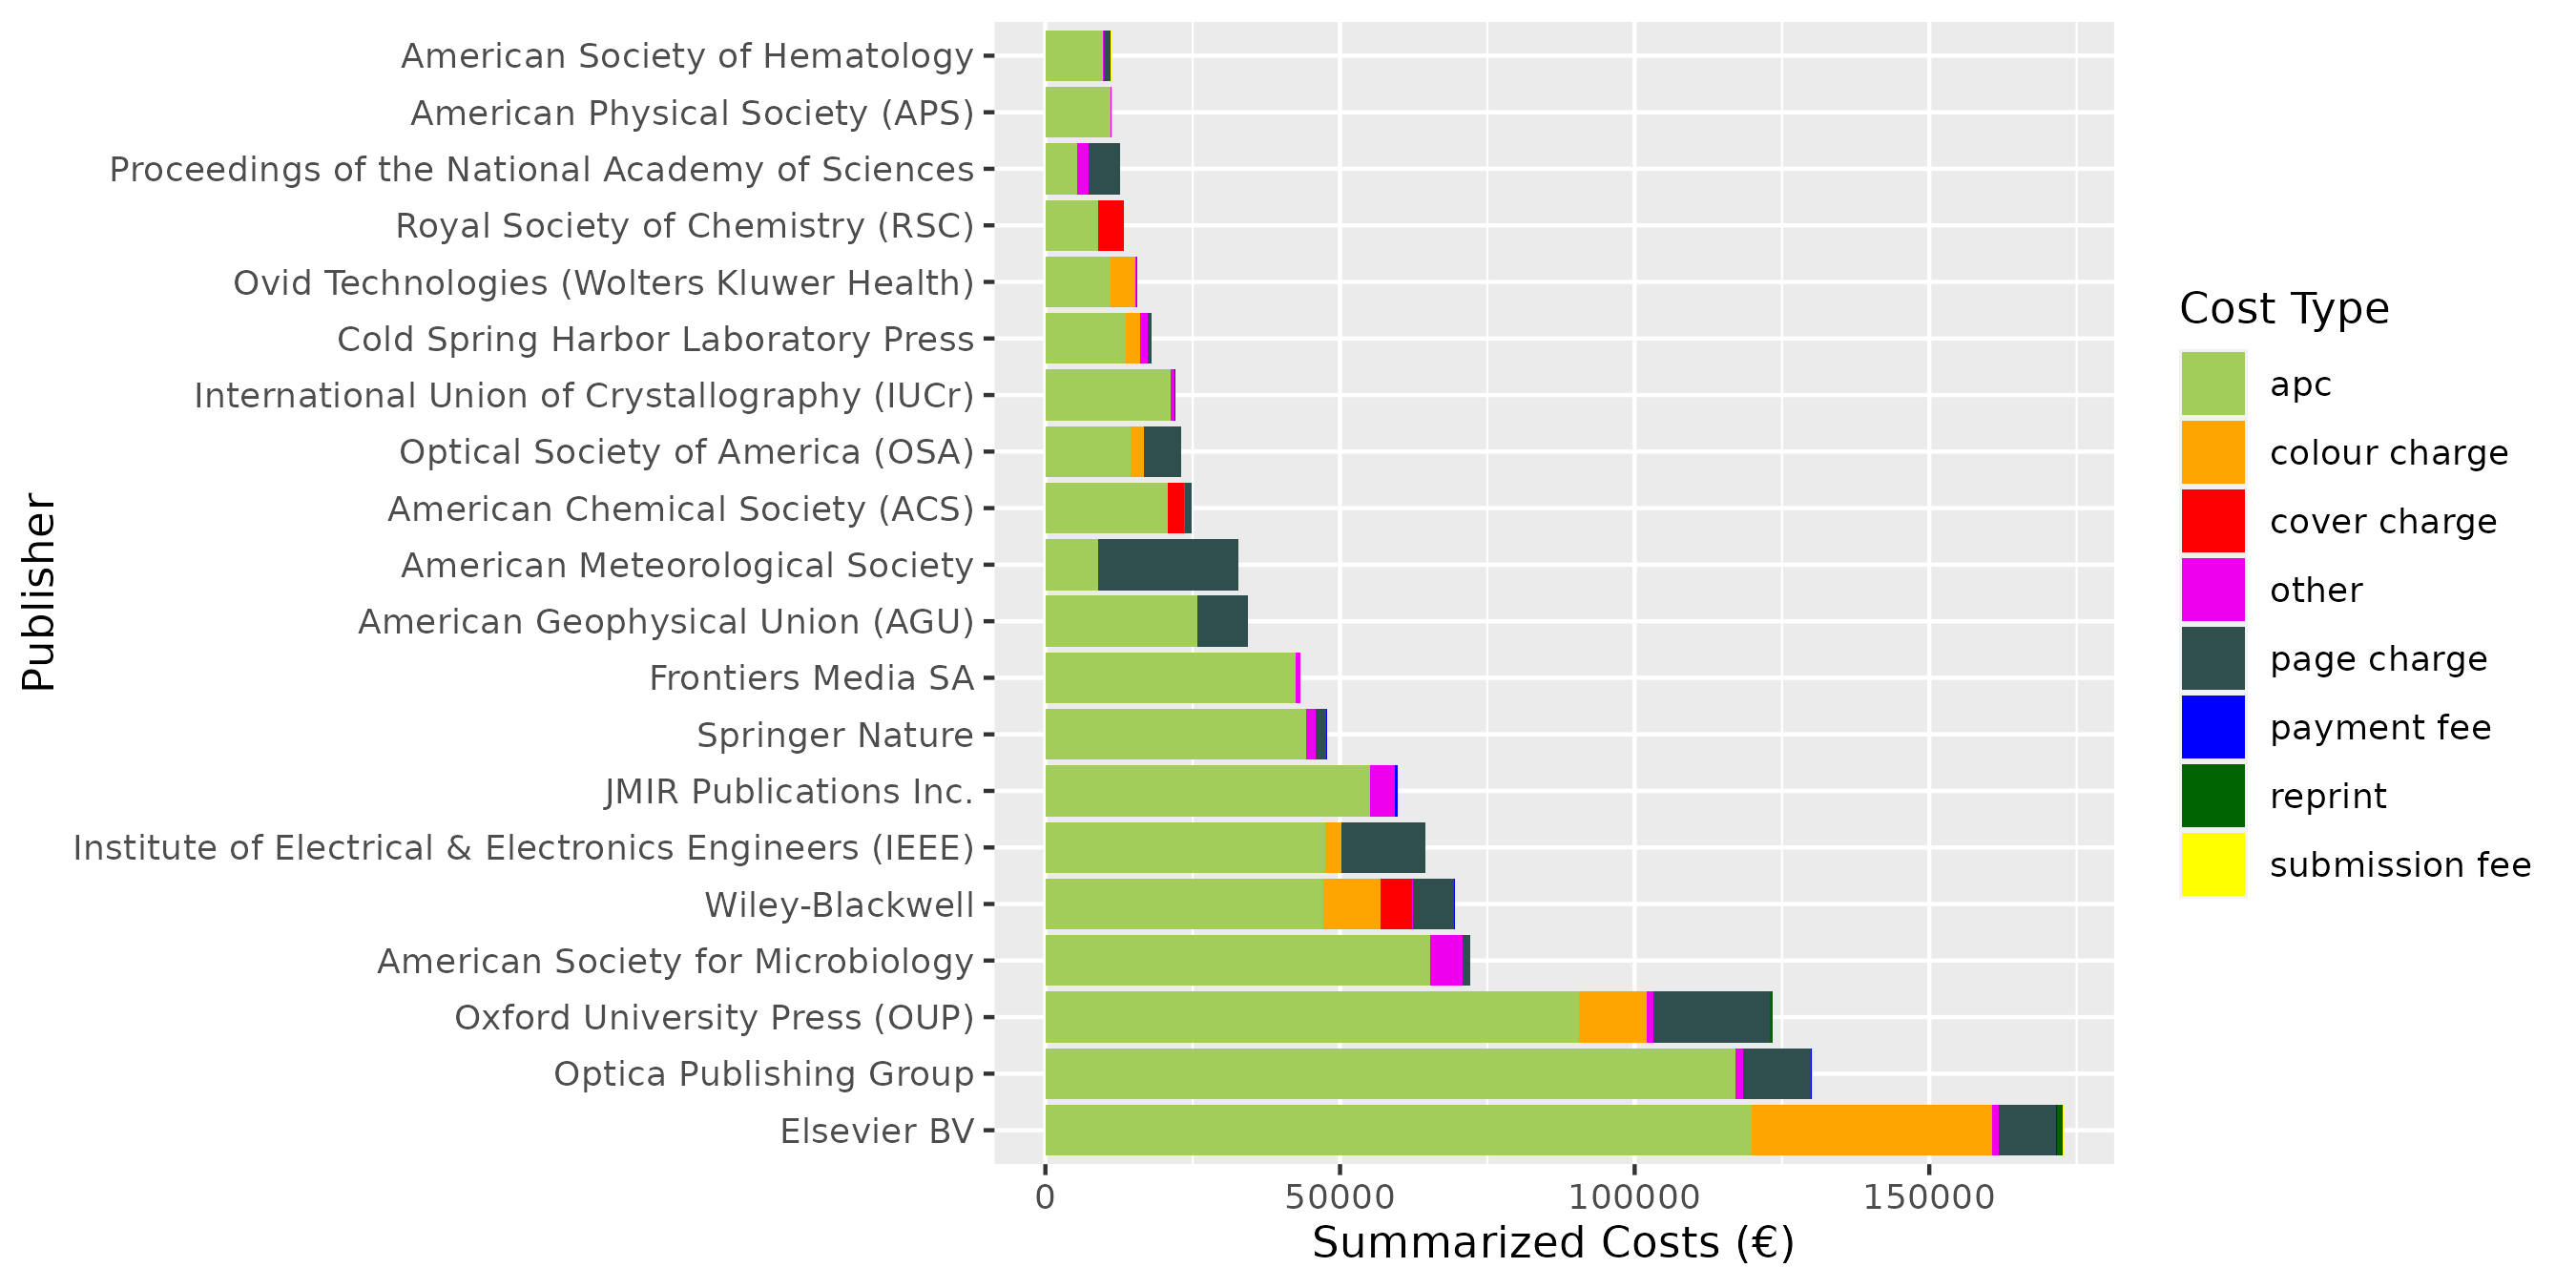 American Society of Hematology
American Physical Society (APS)
Proceedings of the National Academy of Sciences
Royal Society of Chemistry (RSC)
Ovid Technologies (Wolters Kluwer Health)
Cold Spring Harbor Laboratory Press
International Union of Crystallography (IUCr)
Optical Society of America (OSA)
American Chemical Society (ACS)
American Meteorological Society
American Geophysical Union (AGU)
Frontiers Media SA
Springer Nature
JMIR Publications Inc.
Institute of Electrical & Electronics Engineers (IEEE)
Wiley-Blackwell
American Society for Microbiology
Oxford University Press (OUP)
Optica Publishing Group
Elsevier BV
Publisher
0
50000
100000
150000
Summarized Costs (€)
Cost Type
apc
colour charge
cover charge
other
page charge
payment fee
reprint
submission fee